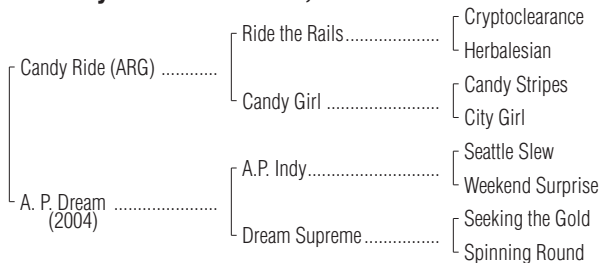 Cryptoclearance
Ride the Rails....................
Herbalesian
Candy Ride (ARG) ............
Candy Stripes
Candy Girl ........................
City Girl
Seattle Slew
A.P. Indy............................
Weekend Surprise
A. P. Dream ......................
(2004)
Seeking the Gold
Dream Supreme................
Spinning Round